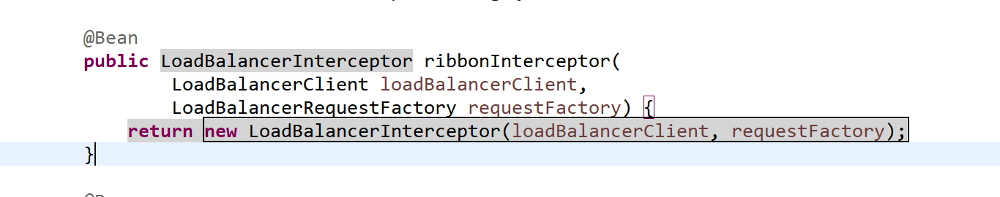 @Bean
public LoadBalancerInterceptor ribbonInterceptor(
LoadBalancerClient loadBalancerClient,
LoadBalancerRequestFactory requestFactory) {
return new LoadBalancerInterceptor(loadBalancerClient, requestFactory);
}